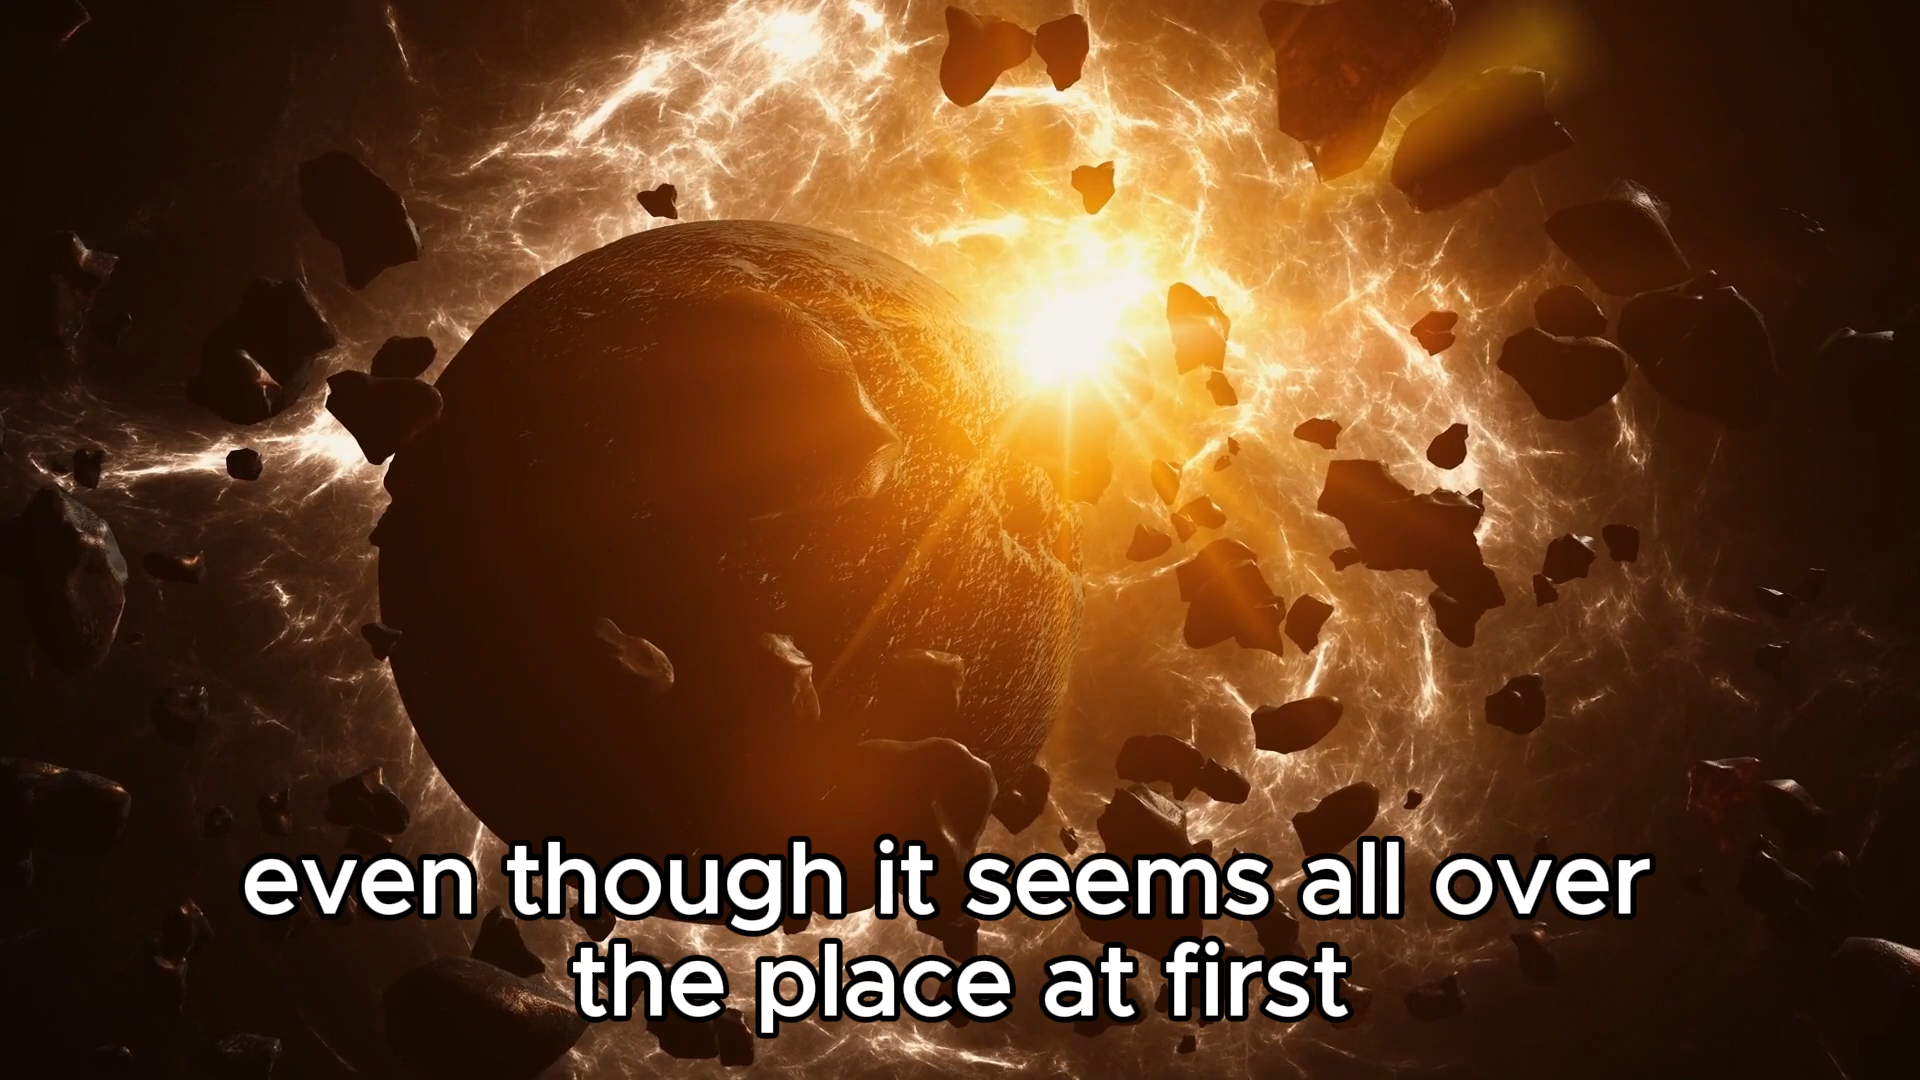 even though it seems all over
the place at first